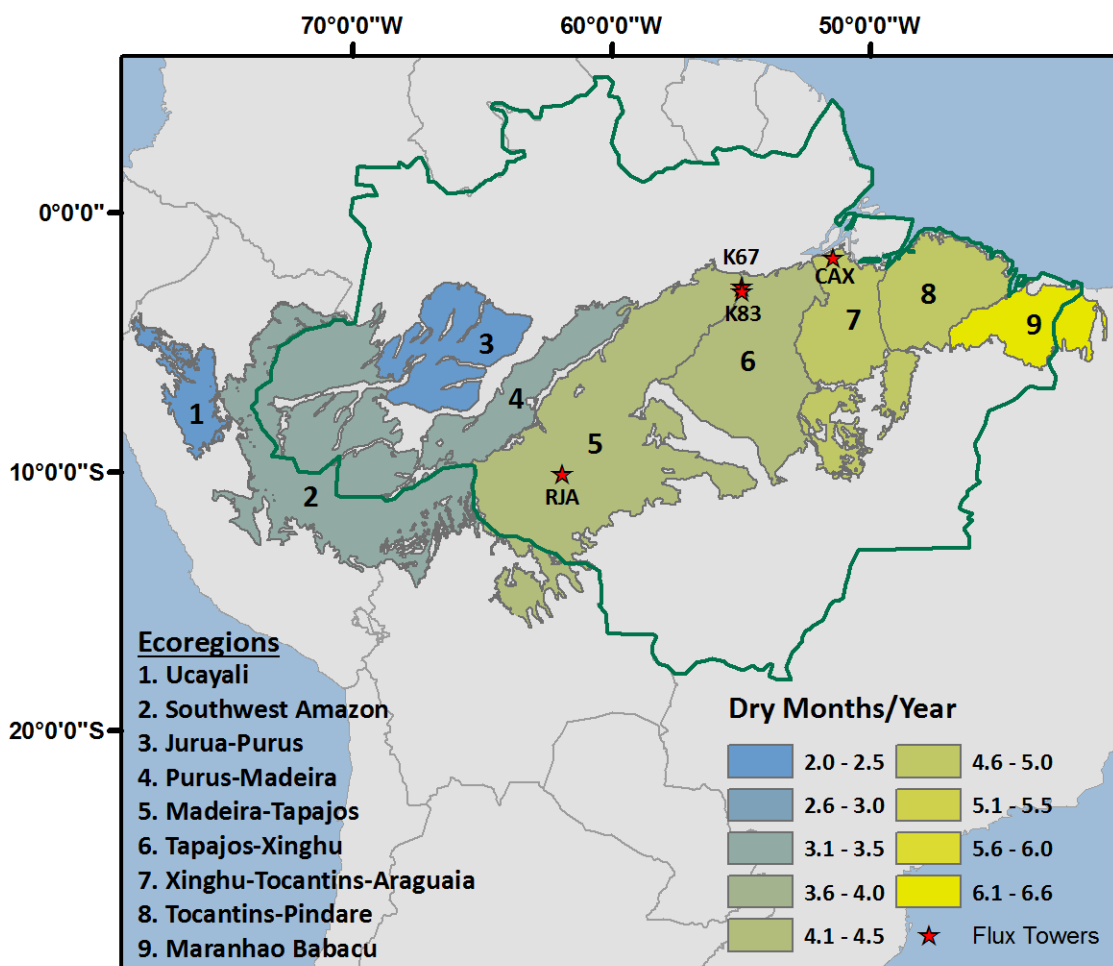 70°0'0"W 60°0'0"W 50°0'0"W
0°0'0"
10°0'0"S
20°0'0"S
K67
K83
CAX
RJA
1
2
3
4
5
6
7
8
9
Ecoregions
1. Ucayali
2. Southwest Amazon
3. Jurua-Purus
4. Purus-Madeira
5. Madeira-Tapajos
6. Tapajos-Xinghu
7. Xinghu-Tocantins-Araguaia
8. Tocantins-Pindare
9. Maranhao Babacu
Dry Months/Year
2.0 - 2.5
2.6 - 3.0
3.1 - 3.5
3.6 - 4.0
4.1 - 4.5
4.6 - 5.0
5.1 - 5.5
5.6 - 6.0
6.1 - 6.6
Flux Towers